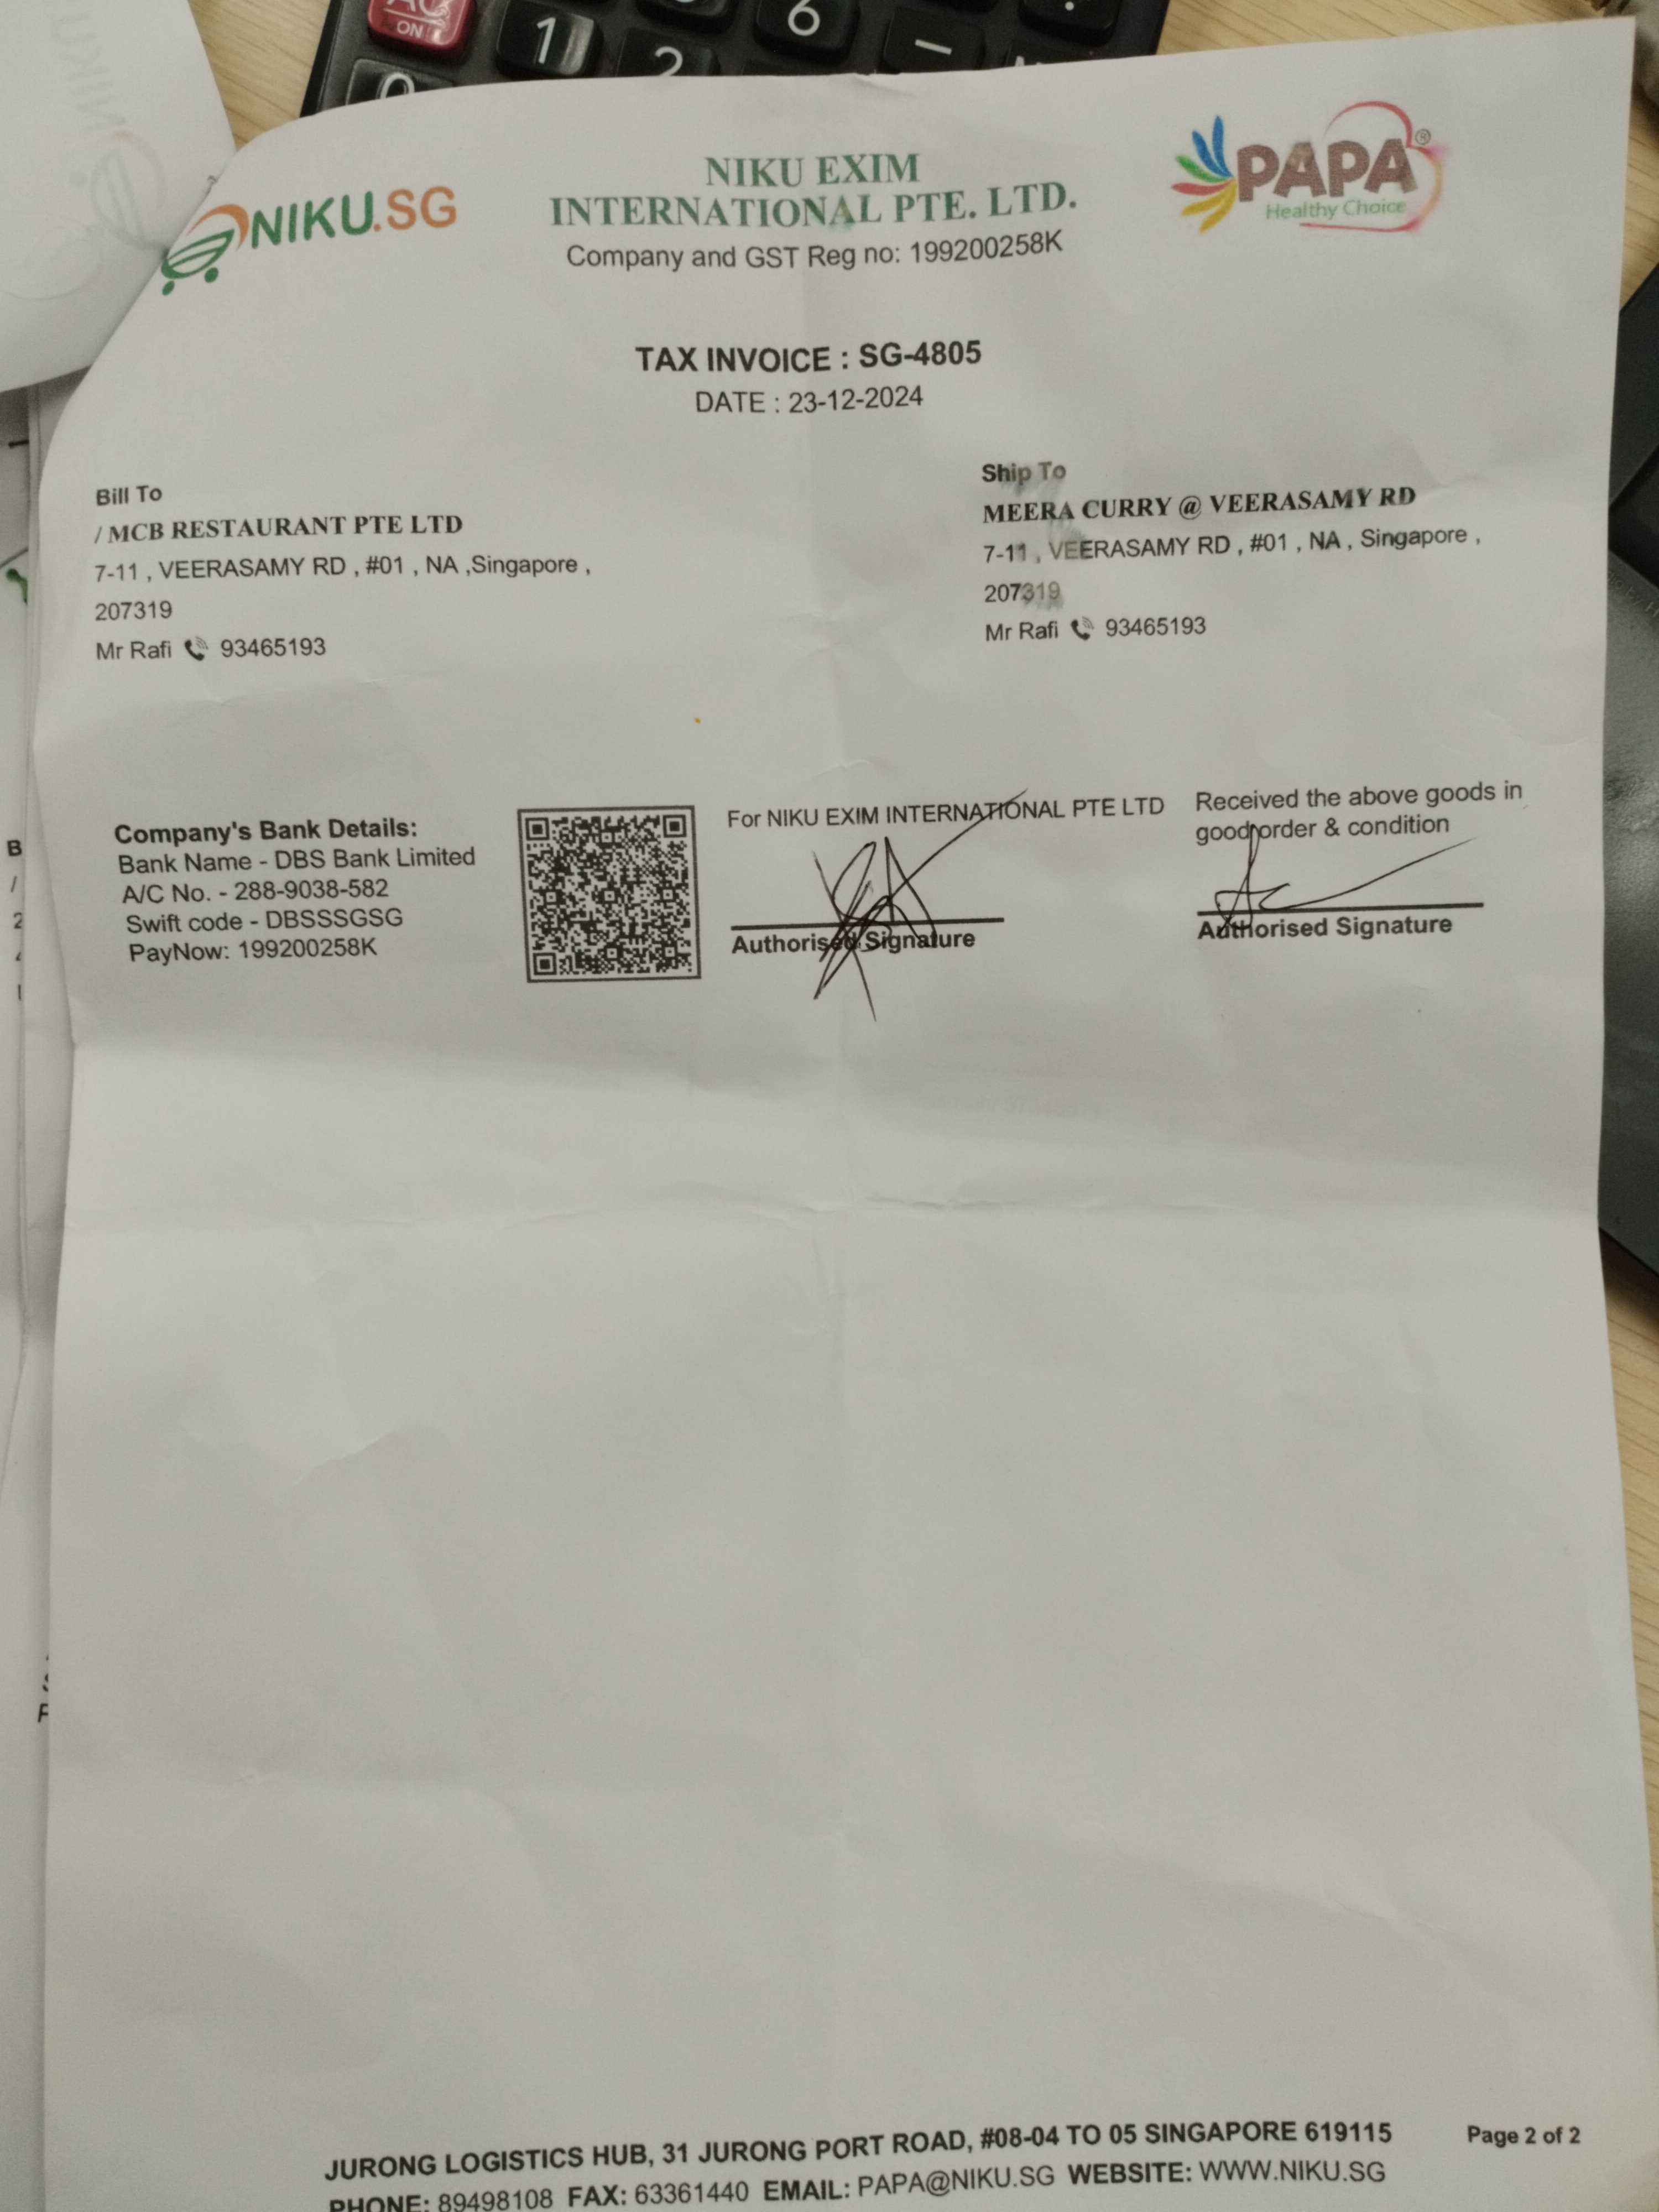 AC
ON
1
2
6
−
0
NIKU.SG
NIKU EXIM
INTERNATIONAL PTE. LTD.
Company and GST Reg no: 199200258K
PAPA®
Healthy Choice
TAX INVOICE : SG-4805
DATE : 23-12-2024
Bill To
/ MCB RESTAURANT PTE LTD
7-11 , VEERASAMY RD , #01 , NA ,Singapore ,
207319
Mr Rafi 93465193
Ship To
MEERA CURRY @ VEERASAMY RD
7-11 , VEERASAMY RD , #01 , NA , Singapore ,
207319
Mr Rafi 93465193
Company's Bank Details:
Bank Name - DBS Bank Limited
A/C No. - 288-9038-582
Swift code - DBSSSGSG
PayNow: 199200258K
For NIKU EXIM INTERNATIONAL PTE LTD
Authorised Signature
Received the above goods in
good order & condition
Authorised Signature
JURONG LOGISTICS HUB, 31 JURONG PORT ROAD, #08-04 TO 05 SINGAPORE 619115
Page 2 of 2
PHONE: 89498108 FAX: 63361440 EMAIL: PAPA@NIKU.SG WEBSITE: WWW.NIKU.SG